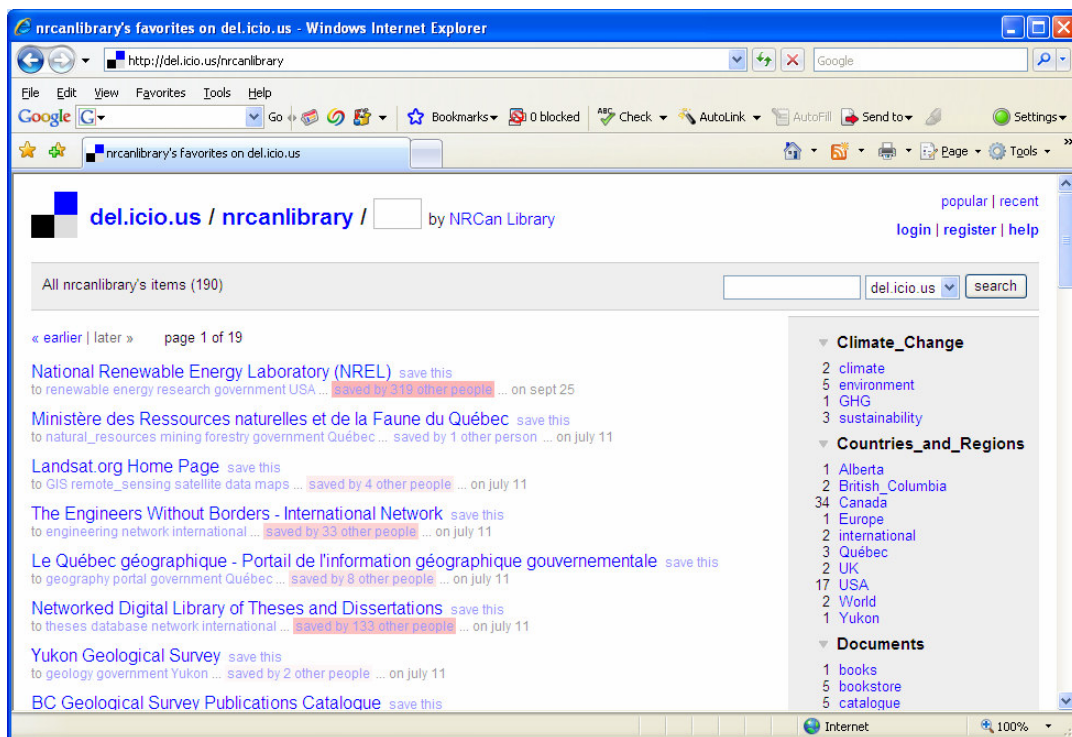 nrcanlibrary's favorites on del.icio.us - Windows Internet Explorer
http://del.icio.us/nrcanlibrary
Google
File Edit View Favorites Tools Help
Google G Go Bookmarks 0 blocked ABC Check AutoLink AutoFill Send to Settings
nrcanlibrary's favorites on del.icio.us
Page Tools »
del.icio.us / nrcanlibrary / by NRCan Library
popular | recent
login | register | help
All nrcanlibrary's items (190)
del.icio.us search
« earlier | later » page 1 of 19
National Renewable Energy Laboratory (NREL) save this
to renewable energy research government USA ... saved by 319 other people ... on sept 25
Ministère des Ressources naturelles et de la Faune du Québec save this
to natural_resources mining forestry government Québec ... saved by 1 other person ... on july 11
Landsat.org Home Page save this
to GIS remote_sensing satellite data maps ... saved by 4 other people ... on july 11
The Engineers Without Borders - International Network save this
to engineering network international ... saved by 33 other people ... on july 11
Le Québec géographique - Portail de l'information géographique gouvernementale save this
to geography portal government Québec ... saved by 8 other people ... on july 11
Networked Digital Library of Theses and Dissertations save this
to theses database network international ... saved by 133 other people ... on july 11
Yukon Geological Survey save this
to geology government Yukon ... saved by 2 other people ... on july 11
BC Geological Survey Publications Catalogue save this
Climate_Change
2 climate
5 environment
1 GHG
3 sustainability
Countries_and_Regions
1 Alberta
2 British_Columbia
34 Canada
1 Europe
2 international
3 Québec
2 UK
17 USA
2 World
1 Yukon
Documents
1 books
5 bookstore
5 catalogue
Internet 100%